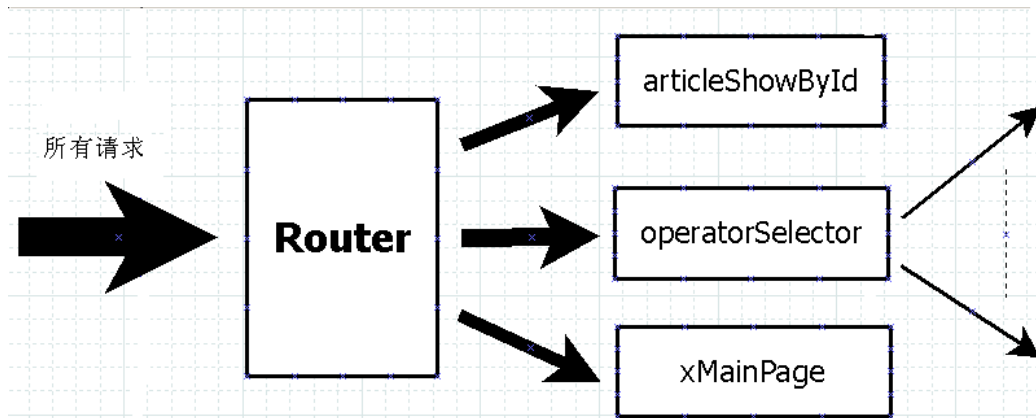 所有请求
Router
articleShowById
operatorSelector
xMainPage